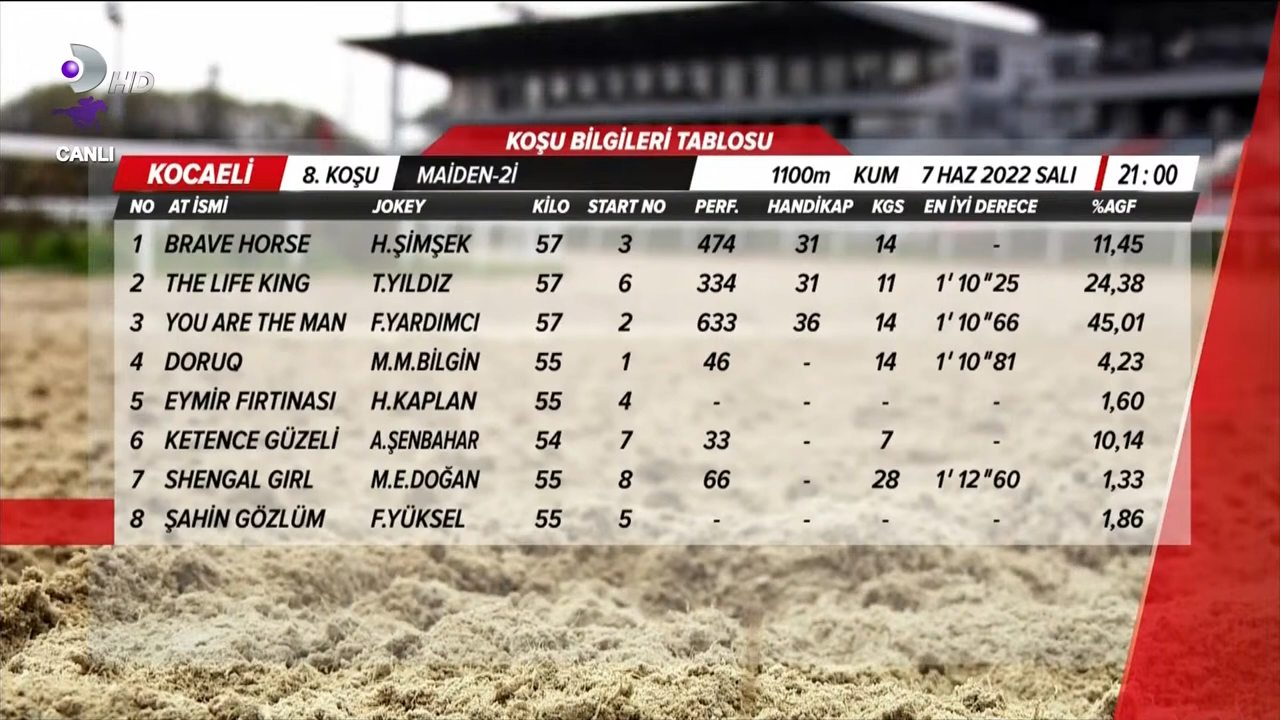 HD
CANLI
KOŞU BİLGİLERİ TABLOSU
KOCAELİ 8. KOŞU MAİDEN-2İ 1100m KUM 7 HAZ 2022 SALI 21:00
NO AT İSMİ JOKEY KİLO START NO PERF. HANDİKAP KGS EN İYİ DERECE %AGF
1 BRAVE HORSE H.ŞİMŞEK 57 3 474 31 14 - 11,45
2 THE LIFE KING T.YILDIZ 57 6 334 31 11 1'10"25 24,38
3 YOU ARE THE MAN F.YARDIMCI 57 2 633 36 14 1'10"66 45,01
4 DORUQ M.M.BİLGİN 55 1 46 - 14 1'10"81 4,23
5 EYMİR FIRTINASI H.KAPLAN 55 4 - - - - 1,60
6 KETENCE GÜZELİ A.ŞENBAHAR 54 7 33 - 7 - 10,14
7 SHENGAL GIRL M.E.DOĞAN 55 8 66 - 28 1'12"60 1,33
8 ŞAHİN GÖZLÜM F.YÜKSEL 55 5 - - - - 1,86